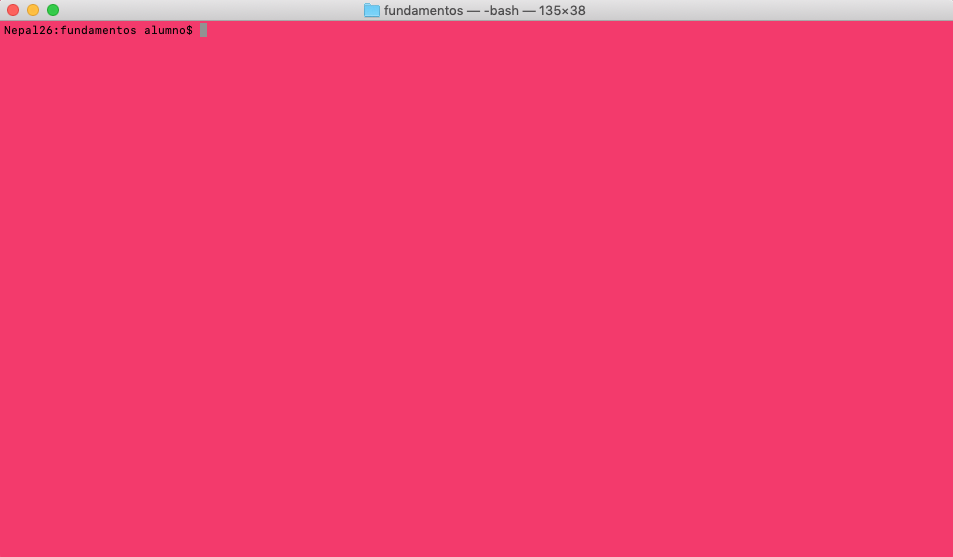 fundamentos — -bash — 135×38
Nepal26:fundamentos alumno$